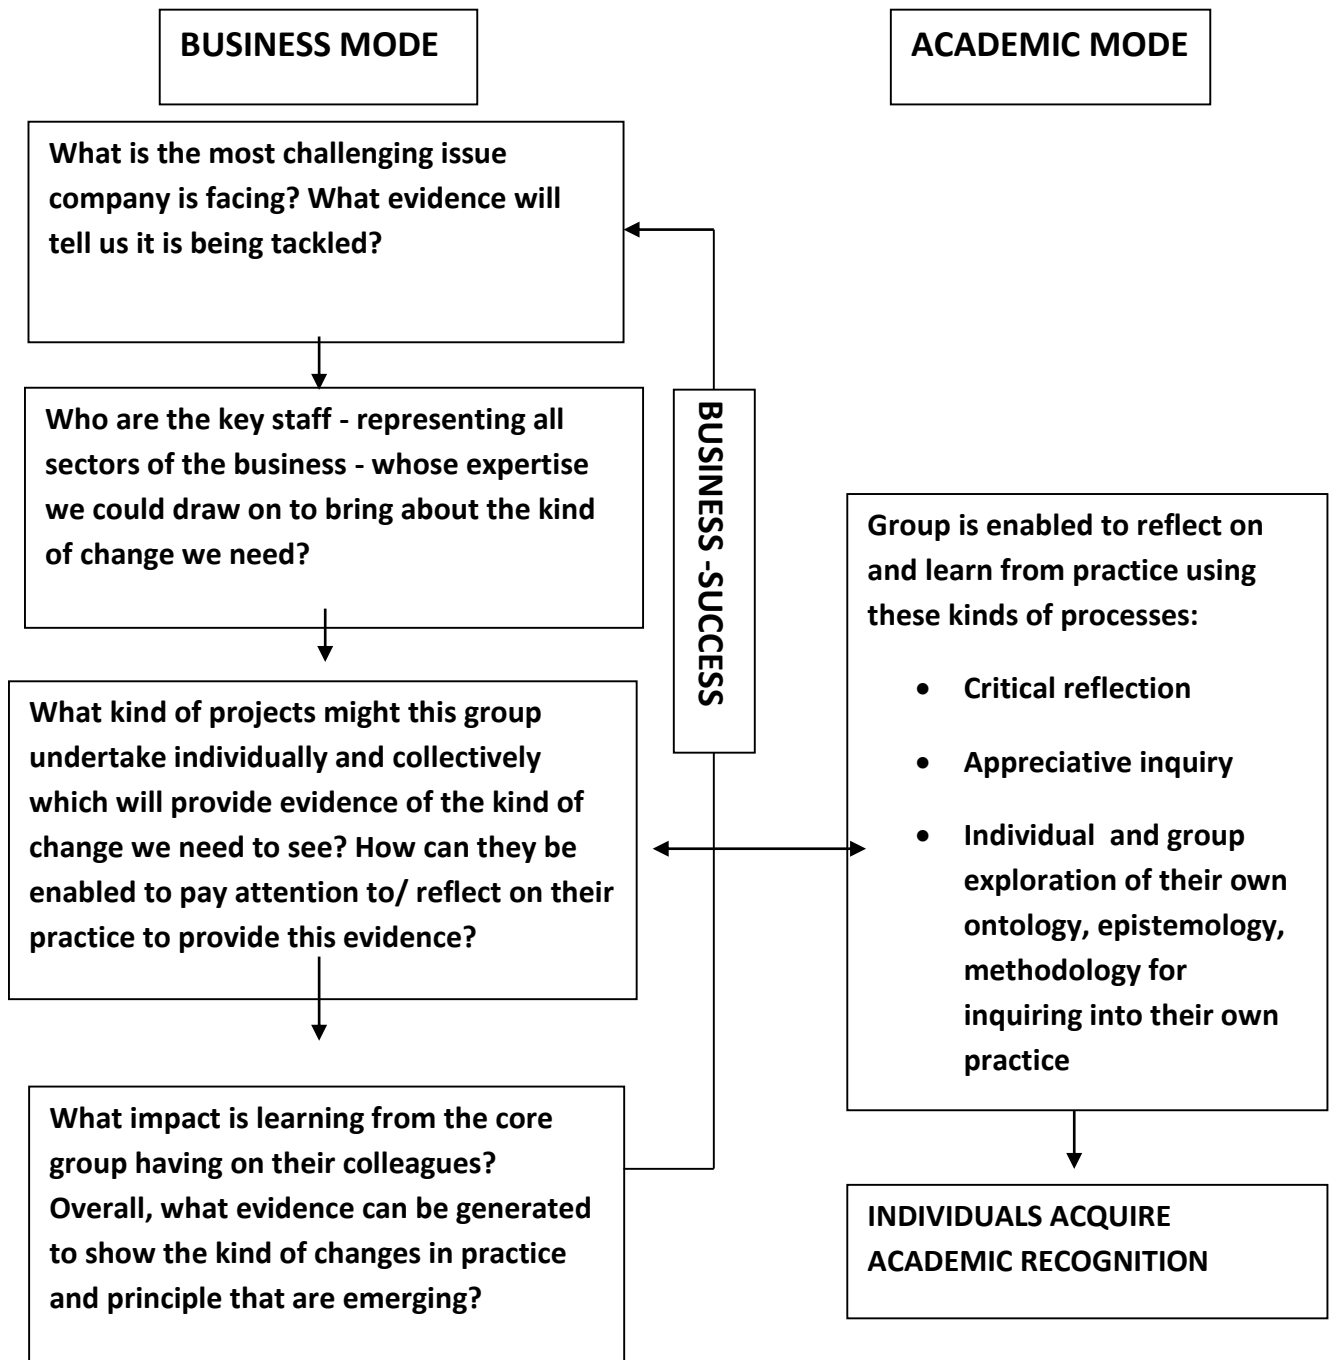 BUSINESS MODE
ACADEMIC MODE
What is the most challenging issue
company is facing? What evidence will
tell us it is being tackled?
Who are the key staff - representing all
sectors of the business - whose expertise
we could draw on to bring about the kind
of change we need?
What kind of projects might this group
undertake individually and collectively
which will provide evidence of the kind of
change we need to see? How can they be
enabled to pay attention to/ reflect on their
practice to provide this evidence?
What impact is learning from the core
group having on their colleagues?
Overall, what evidence can be generated
to show the kind of changes in practice
and principle that are emerging?
BUSINESS -SUCCESS
Group is enabled to reflect on
and learn from practice using
these kinds of processes:
• Critical reflection
• Appreciative inquiry
• Individual and group
exploration of their own
ontology, epistemology,
methodology for
inquiring into their own
practice
INDIVIDUALS ACQUIRE
ACADEMIC RECOGNITION